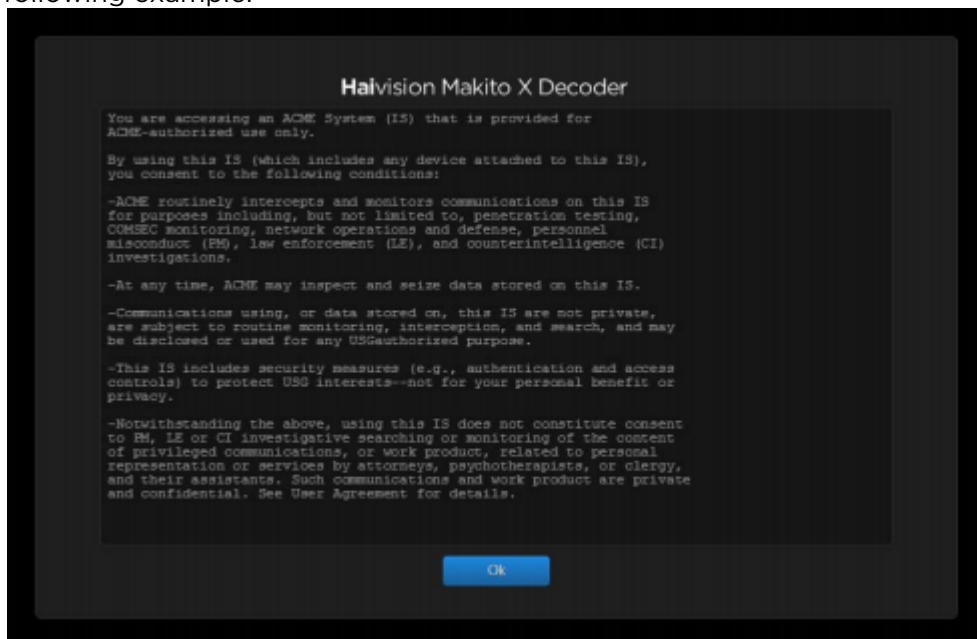 following example:
Haivision Makito X Decoder
You are accessing an ACME System (IS) that is provided for
ACME-authorized use only.
By using this IS (which includes any device attached to this IS),
you consent to the following conditions:
-ACME routinely intercepts and monitors communications on this IS
for purposes including, but not limited to, penetration testing,
COMSEC monitoring, network operations and defense, personnel
misconduct (PM), law enforcement (LE), and counterintelligence (CI)
investigations.
-At any time, ACME may inspect and seize data stored on this IS.
-Communications using, or data stored on, this IS are not private,
are subject to routine monitoring, interception, and search, and may
be disclosed or used for any USGauthorized purpose.
-This IS includes security measures (e.g., authentication and access
controls) to protect USG interests--not for your personal benefit or
privacy.
-Notwithstanding the above, using this IS does not constitute consent
to PM, LE or CI investigative searching or monitoring of the content
of privileged communications, or work product, related to personal
representation or services by attorneys, psychotherapists, or clergy,
and their assistants. Such communications and work product are private
and confidential. See User Agreement for details.
Ok